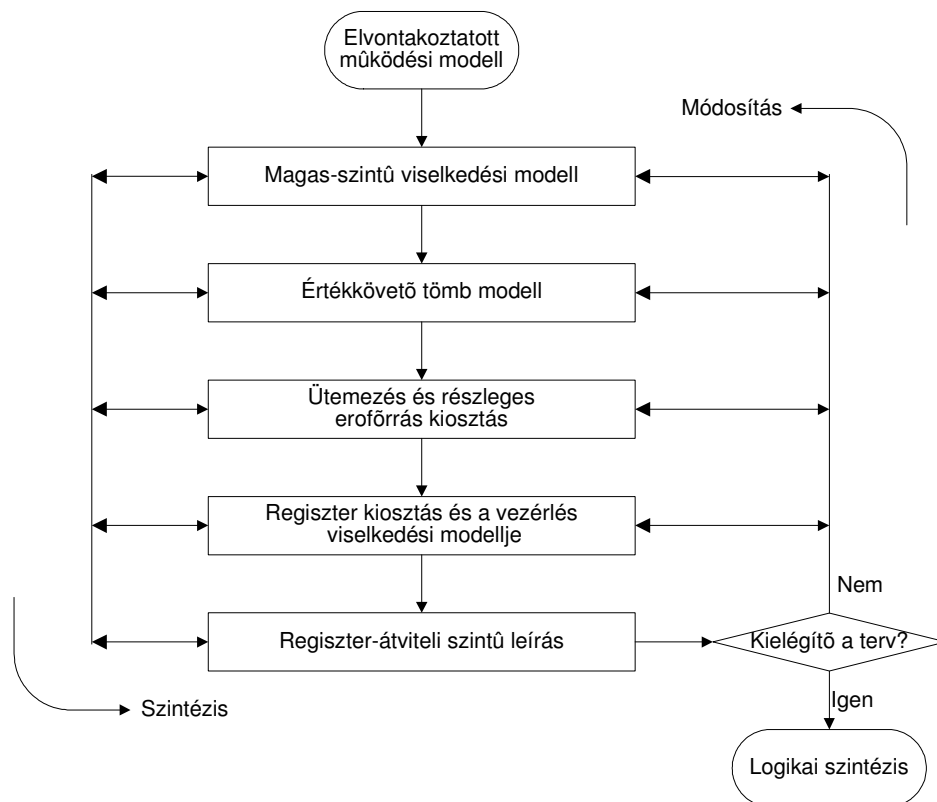 Elvontakoztatott
mûködési modell
Módosítás
Magas-szintû viselkedési modell
Értékkövetõ tömb modell
Ütemezés és részleges
erofõrrás kiosztás
Regiszter kiosztás és a vezérlés
viselkedési modellje
Nem
Regiszter-átviteli szintû leírás
Kielégítõ a terv?
Szintézis
Igen
Logikai szintézis